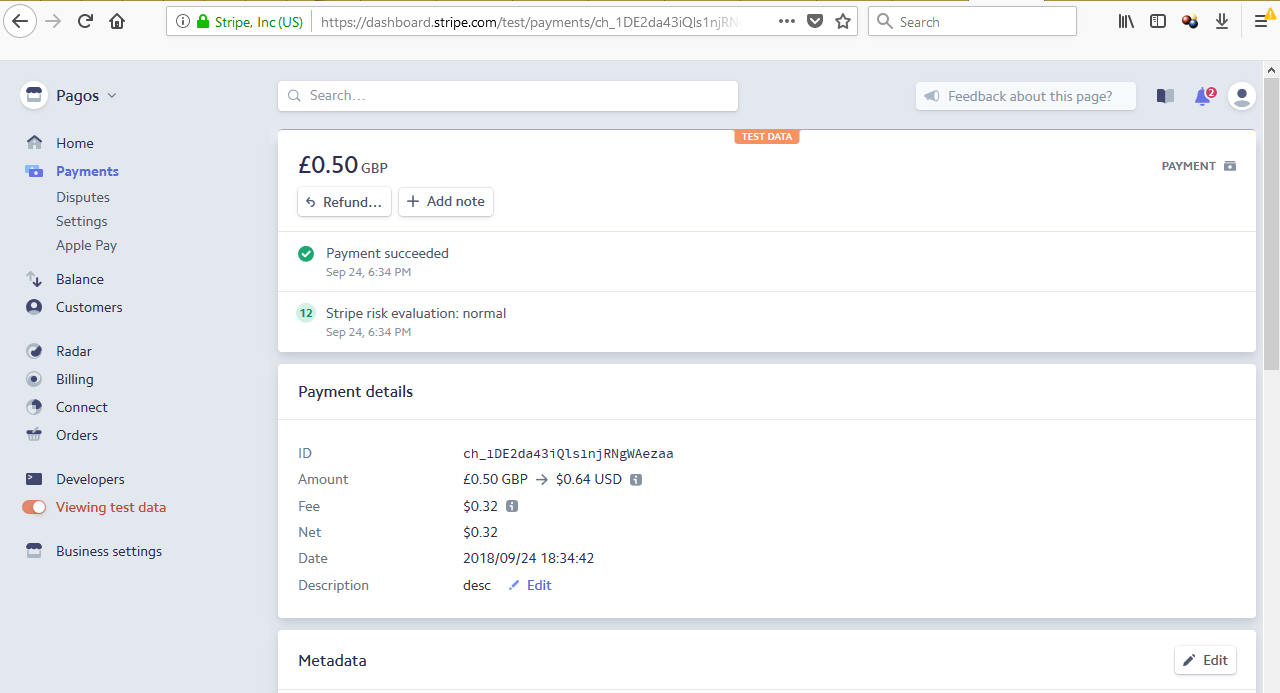 Stripe, Inc (US)
https://dashboard.stripe.com/test/payments/ch_1DE2da43iQls1njRN
Search
Pagos
Search...
Feedback about this page?
2
Home
Payments
Disputes
Settings
Apple Pay
Balance
Customers
Radar
Billing
Connect
Orders
Developers
Viewing test data
Business settings
TEST DATA
£0.50 GBP
PAYMENT
Refund...
Add note
Payment succeeded
Sep 24, 6:34 PM
12
Stripe risk evaluation: normal
Sep 24, 6:34 PM
Payment details
ID ch_1DE2da43iQls1njRNgWAezaa
Amount £0.50 GBP → $0.64 USD
Fee $0.32
Net $0.32
Date 2018/09/24 18:34:42
Description desc Edit
Metadata
Edit